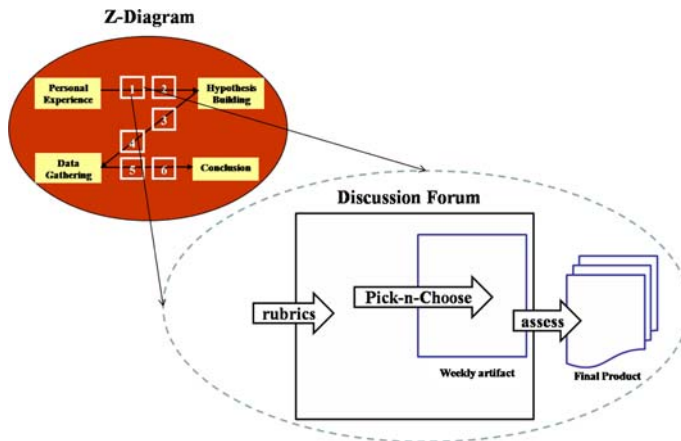 Z-Diagram
Personal
Experience
1
2
Hypothesis
Building
3
4
Data
Gathering
5
6
Conclusion
Discussion Forum
rubrics
Pick-n-Choose
assess
Weekly artifact
Final Product